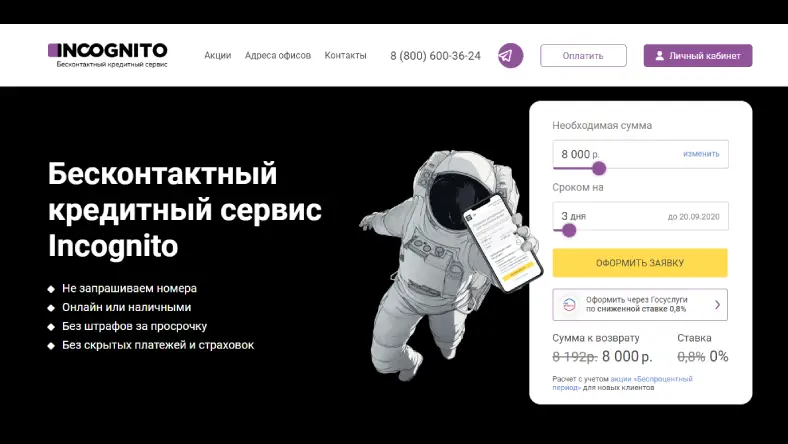 INCOGNITO
Бесконтактный кредитный сервис
Акции Адреса офисов Контакты 8 (800) 600-36-24 Оплатить Личный кабинет
Бесконтактный
кредитный сервис
Incognito
Не запрашиваем номера
Онлайн или наличными
Без штрафов за просрочку
Без скрытых платежей и страховок
Необходимая сумма
8 000 р. изменить
Сроком на
3 дня до 20.09.2020
ОФОРМИТЬ ЗАЯВКУ
Оформить через Госуслуги
по сниженной ставке 0,8%
Сумма к возврату Ставка
8 192р. 8 000 р. 0,8% 0%
Расчет с учетом акции «Беспроцентный
период» для новых клиентов